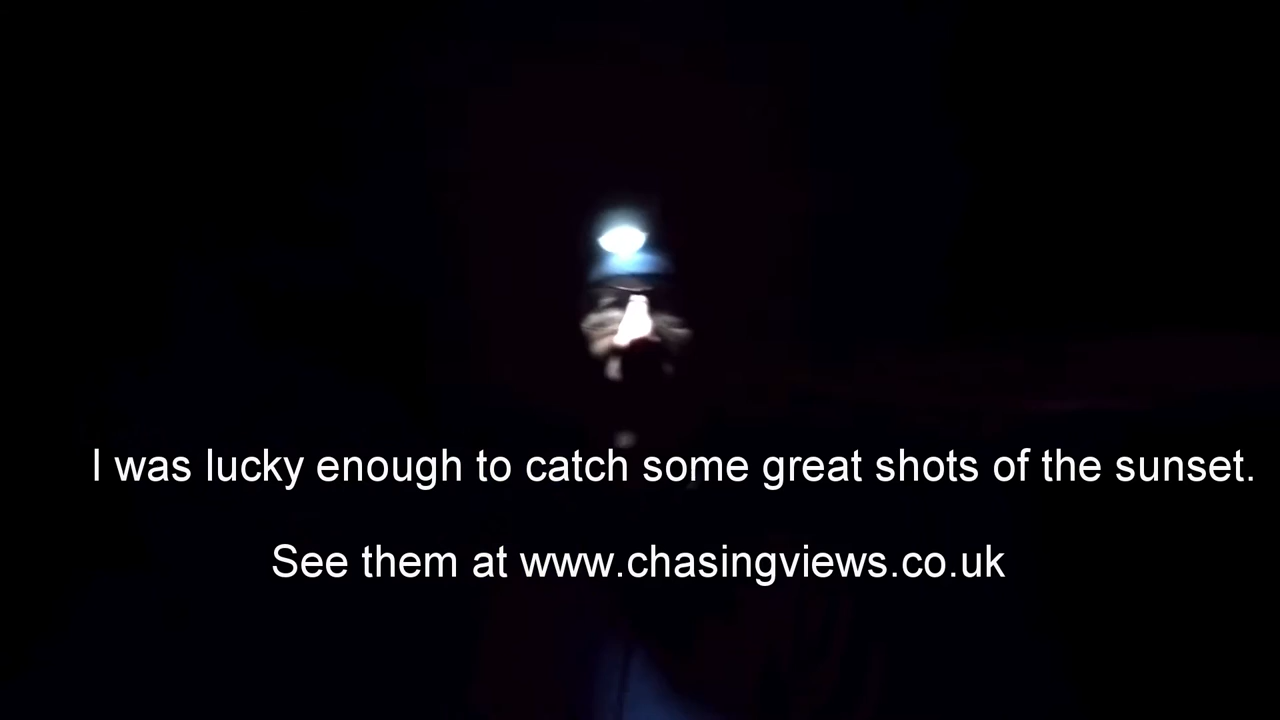 I was lucky enough to catch some great shots of the sunset.
See them at www.chasingviews.co.uk